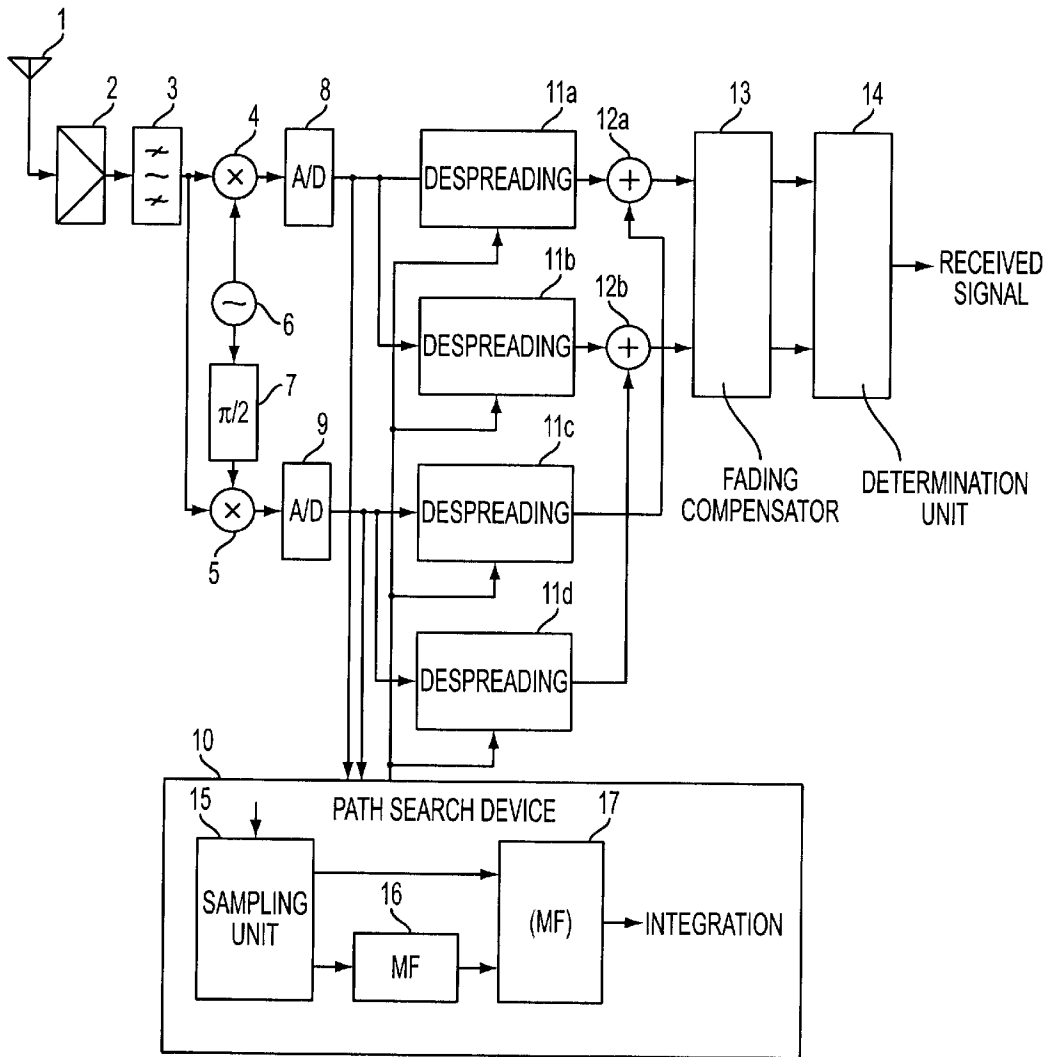 1
2
3
4
8
11a
12a
13
14
A/D
DESPREADING
×
+
~
6
11b
12b
DESPREADING
+
RECEIVED
SIGNAL
7
π/2
9
11c
A/D
DESPREADING
×
5
FADING
COMPENSATOR
DETERMINATION
UNIT
11d
DESPREADING
10
PATH SEARCH DEVICE
15
17
SAMPLING
UNIT
16
MF
(MF)
INTEGRATION